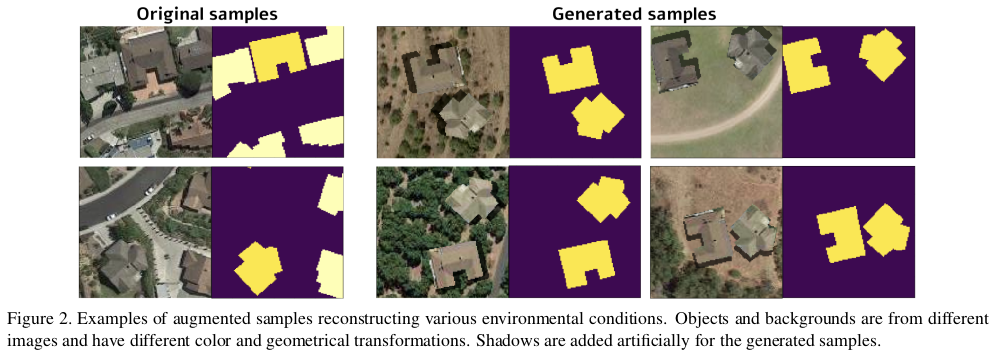 Original samples
Generated samples
Figure 2. Examples of augmented samples reconstructing various environmental conditions. Objects and backgrounds are from different
images and have different color and geometrical transformations. Shadows are added artificially for the generated samples.